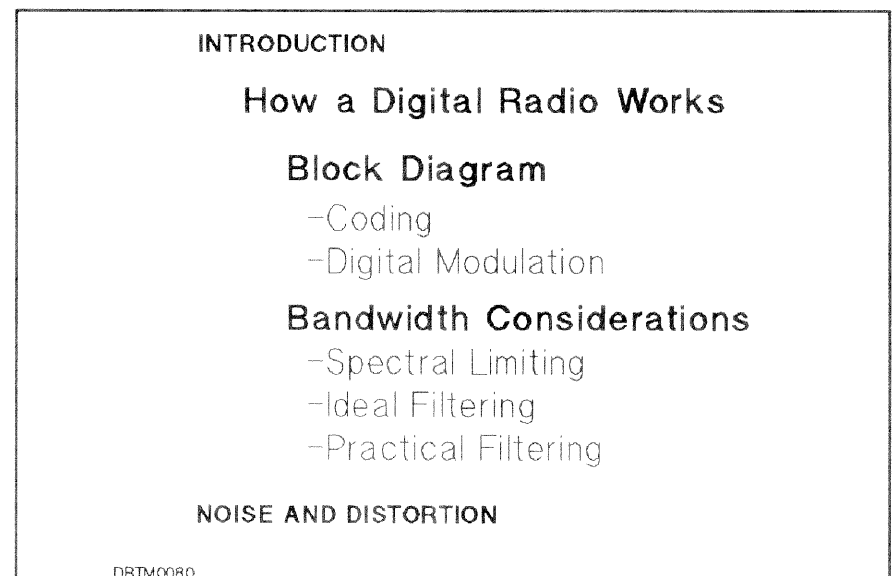 INTRODUCTION
How a Digital Radio Works
Block Diagram
-Coding
-Digital Modulation
Bandwidth Considerations
-Spectral Limiting
-Ideal Filtering
-Practical Filtering
NOISE AND DISTORTION
DRTM0080